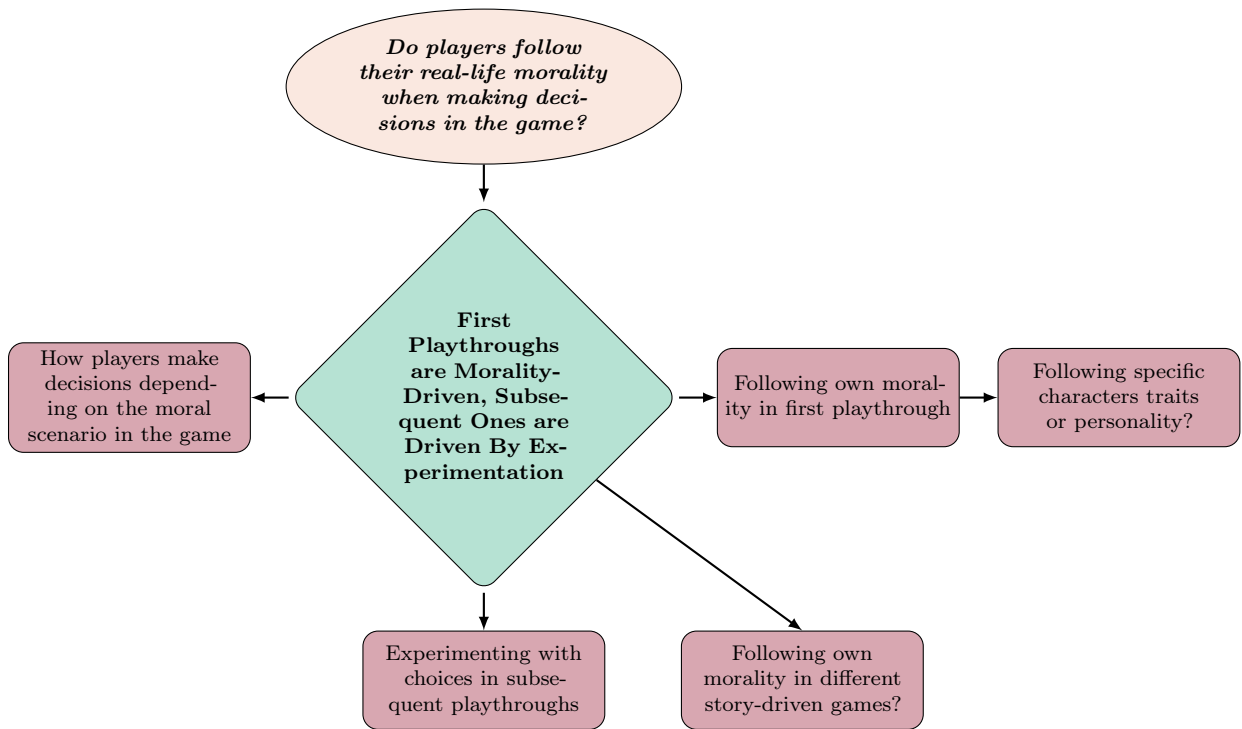 Do players follow
their real-life morality
when making deci-
sions in the game?
First
Playthroughs
are Morality-
Driven, Subse-
quent Ones are
Driven By Ex-
perimentation
How players make
decisions depend-
ing on the moral
scenario in the game
Following own moral-
ity in first playthrough
Following specific
characters traits
or personality?
Experimenting with
choices in subse-
quent playthroughs
Following own
morality in different
story-driven games?